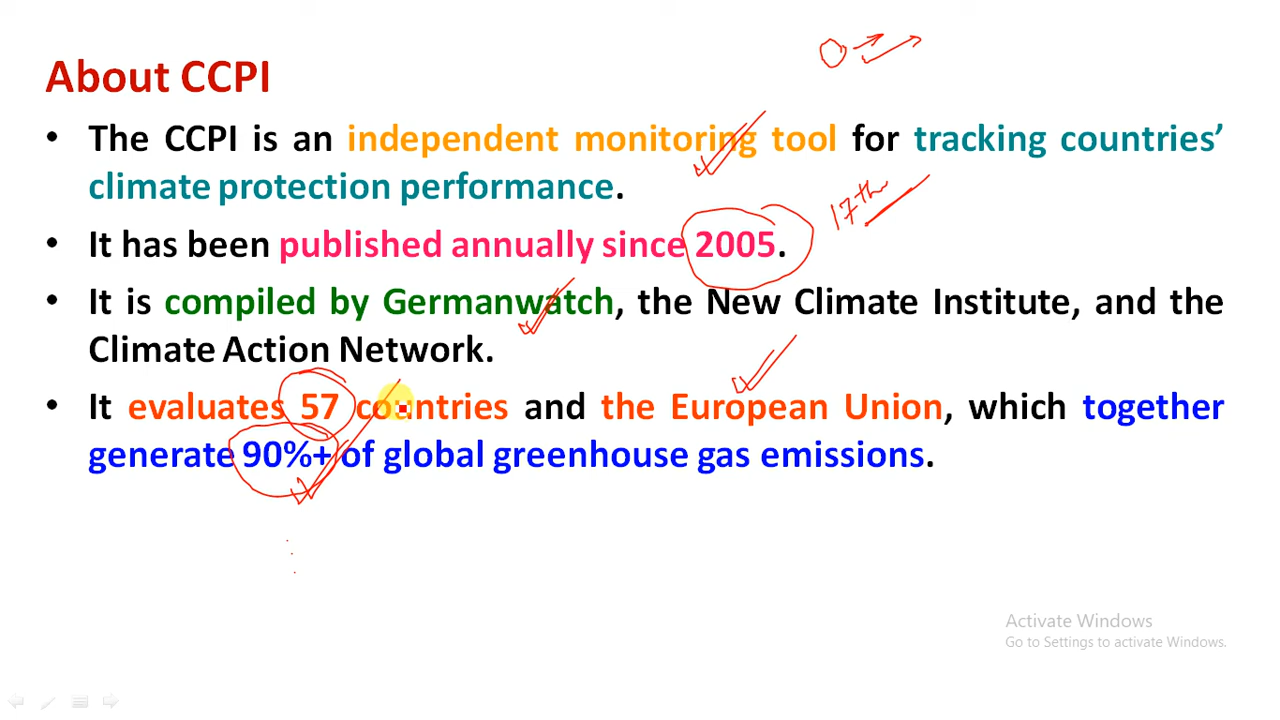 About CCPI
• The CCPI is an independent monitoring tool for tracking countries’
climate protection performance.
17th
• It has been published annually since 2005.
• It is compiled by Germanwatch, the New Climate Institute, and the
Climate Action Network.
• It evaluates 57 countries and the European Union, which together
generate 90%+ of global greenhouse gas emissions.
Activate Windows
Go to Settings to activate Windows.